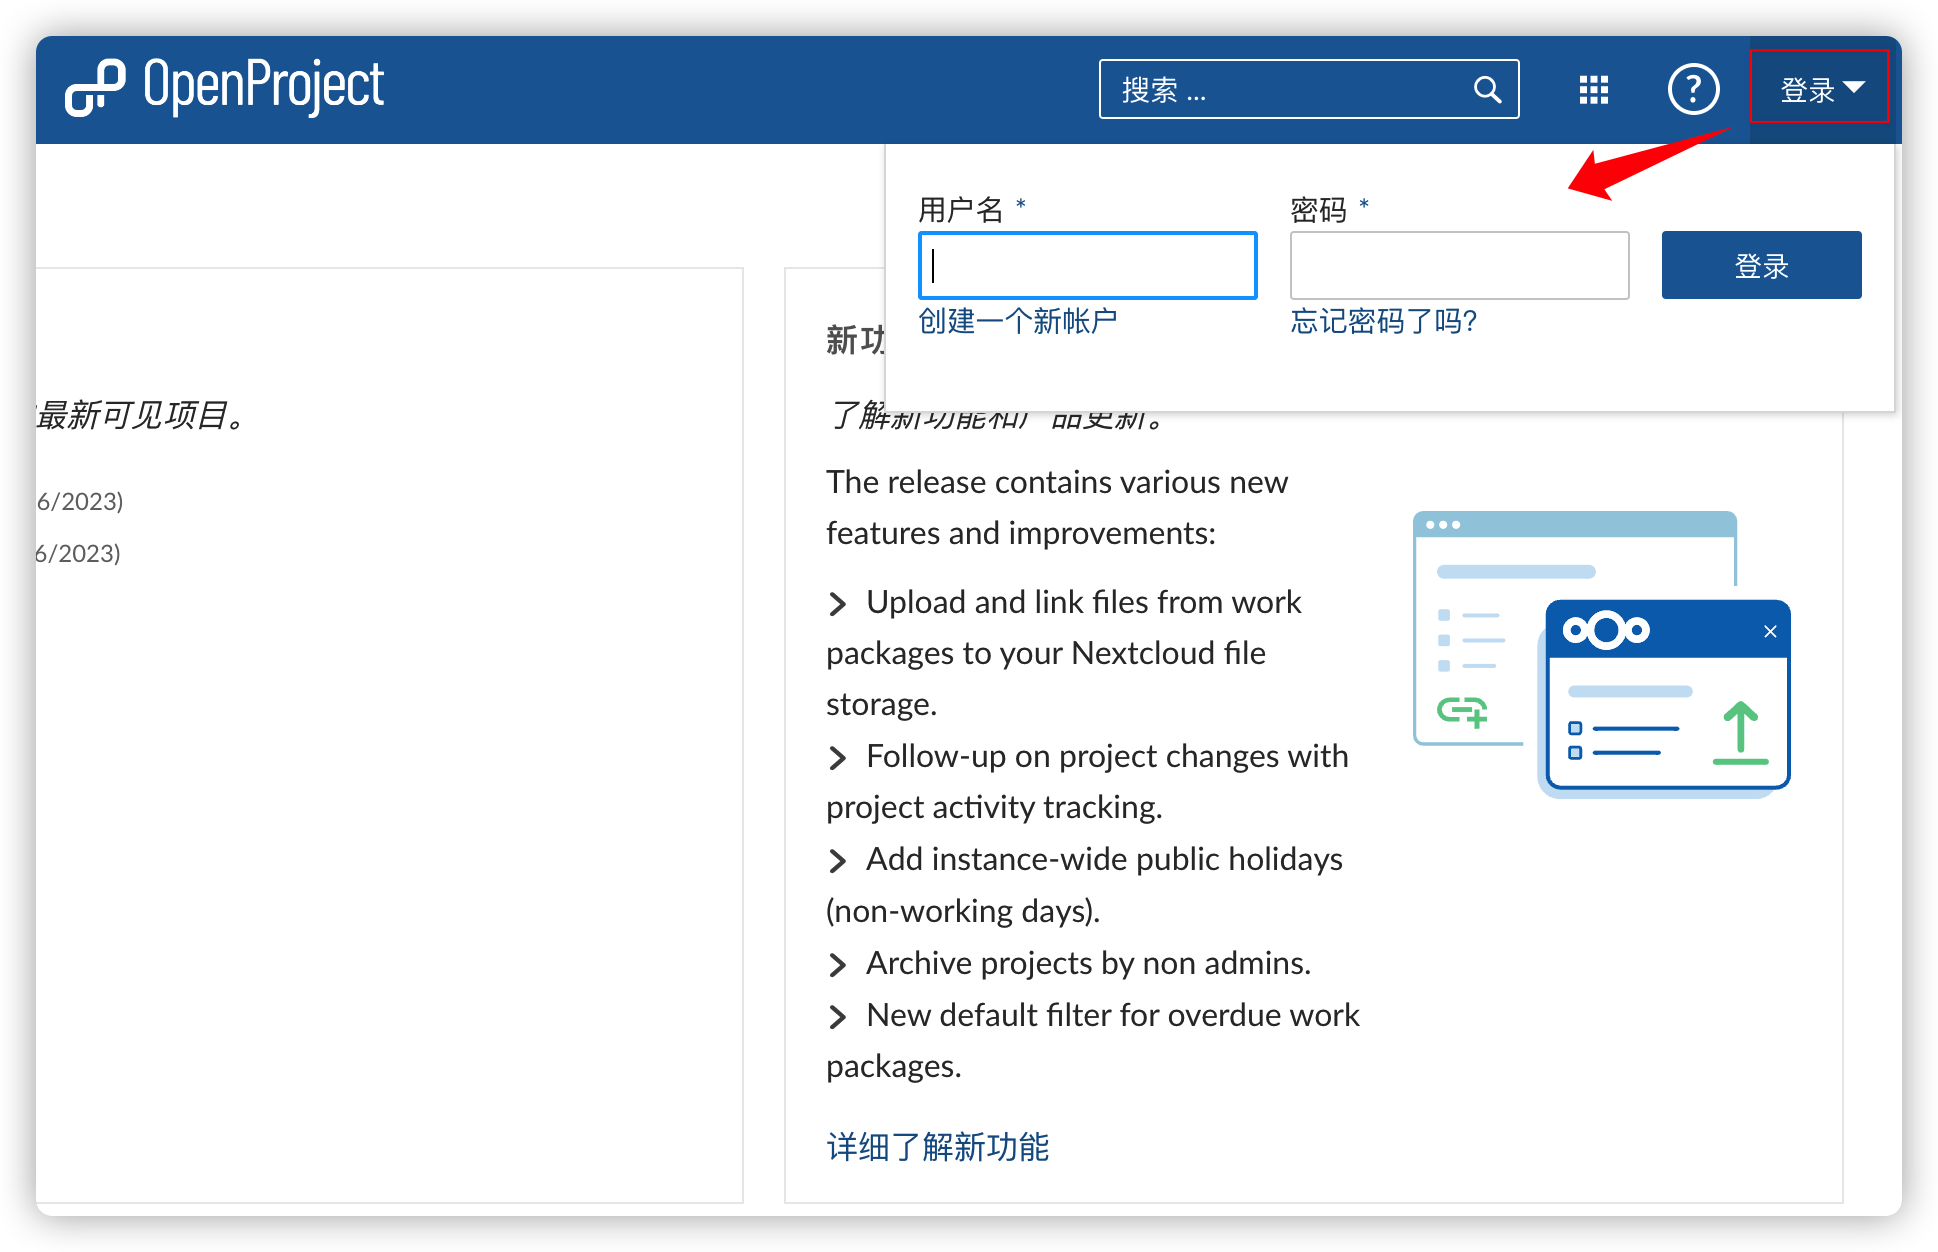 OpenProject
搜索 ...
?
登录
用户名 *
密码 *
登录
创建一个新帐户
忘记密码了吗?
最新可见项目。
6/2023)
6/2023)
新功
了解新功能和产品更新。
The release contains various new
features and improvements:
Upload and link files from work
packages to your Nextcloud file
storage.
Follow-up on project changes with
project activity tracking.
Add instance-wide public holidays
(non-working days).
Archive projects by non admins.
New default filter for overdue work
packages.
详细了解新功能